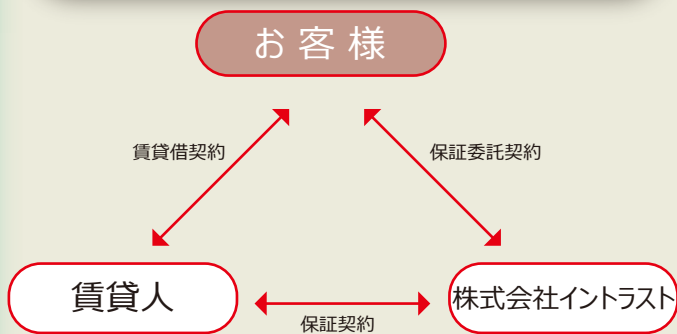 お客様
賃貸借契約
保証委託契約
賃貸人
株式会社イントラスト
保証契約